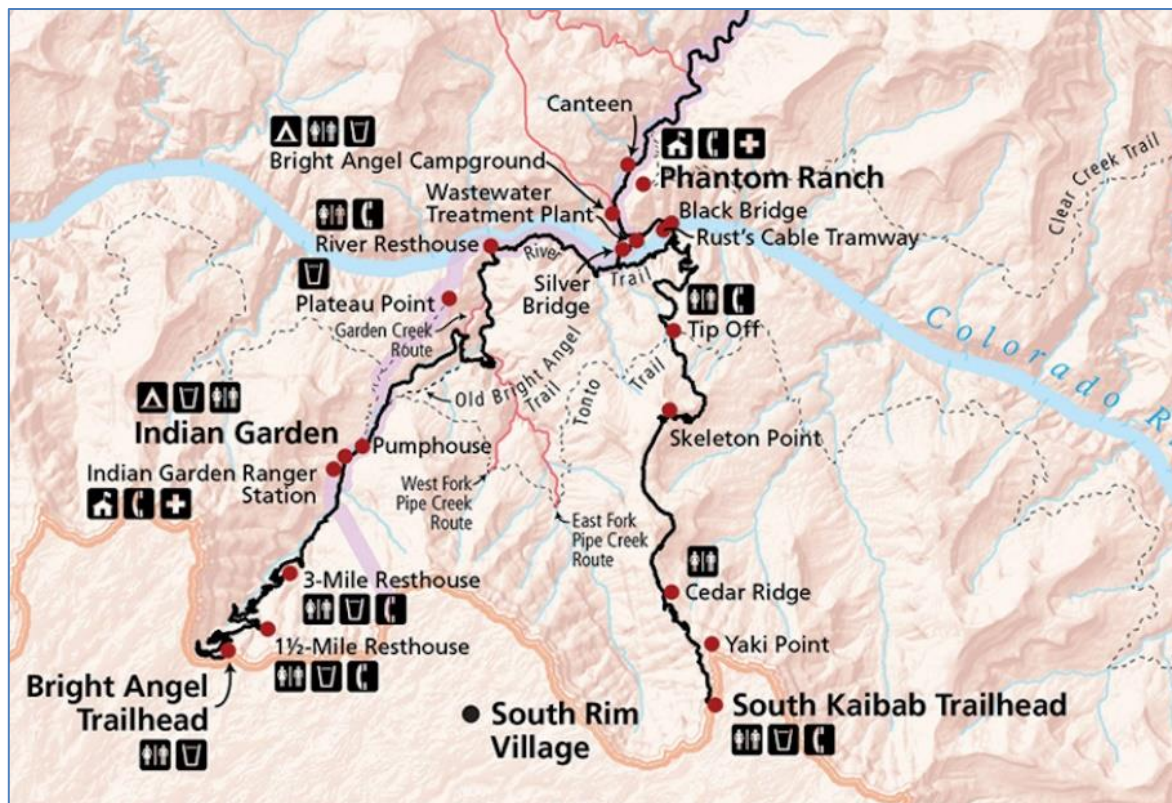 Canteen
Bright Angel Campground
Phantom Ranch
Wastewater
Treatment Plant
Black Bridge
Rust's Cable Tramway
Clear Creek Trail
River Resthouse
River
Trail
Silver
Bridge
Plateau Point
Garden Creek
Route
Tip Off
Colorado R
Old Bright Angel
Trail
Tonto
Trail
Skeleton Point
Indian Garden
Pumphouse
Indian Garden Ranger
Station
West Fork
Pipe Creek
Route
East Fork
Pipe Creek
Route
3-Mile Resthouse
Cedar Ridge
1½-Mile Resthouse
Yaki Point
Bright Angel
Trailhead
South Rim
Village
South Kaibab Trailhead